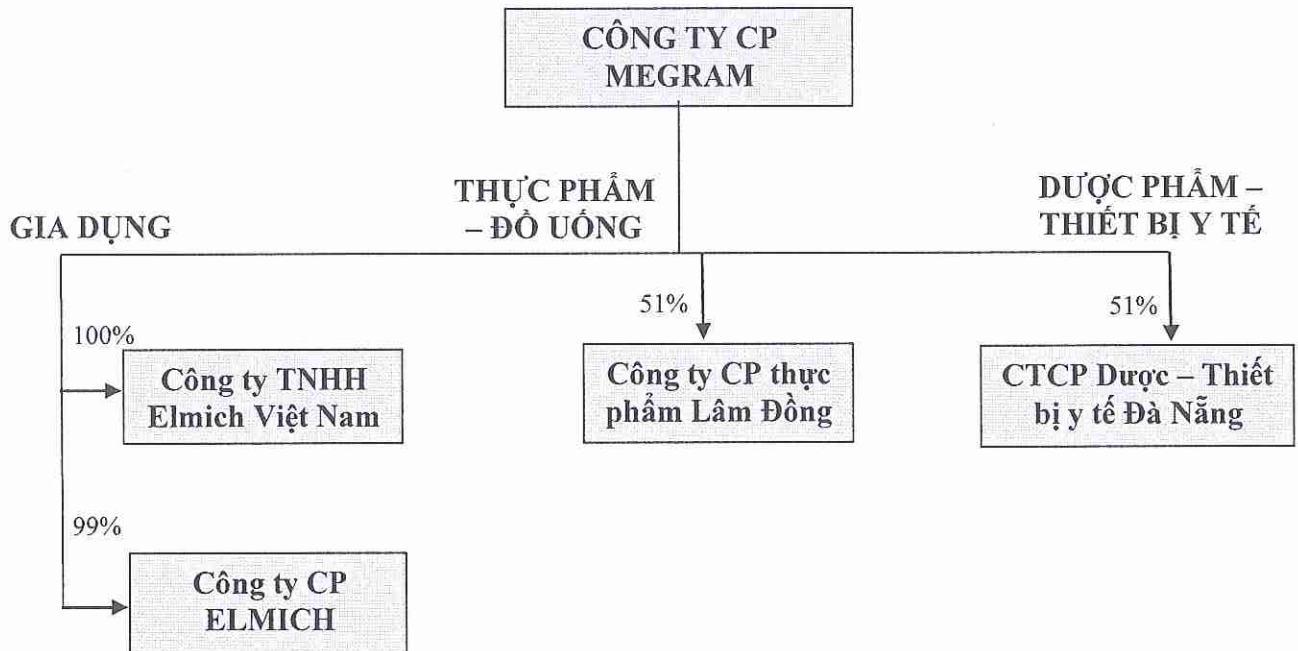 CÔNG TY CP
MEGRAM
GIA DỤNG
THỰC PHẨM
– ĐỒ UỐNG
DƯỢC PHẨM –
THIẾT BỊ Y TẾ
100%
Công ty TNHH
Elmich Việt Nam
51%
Công ty CP thực
phẩm Lâm Đồng
51%
CTCP Dược – Thiết
bị y tế Đà Nẵng
99%
Công ty CP
ELMICH